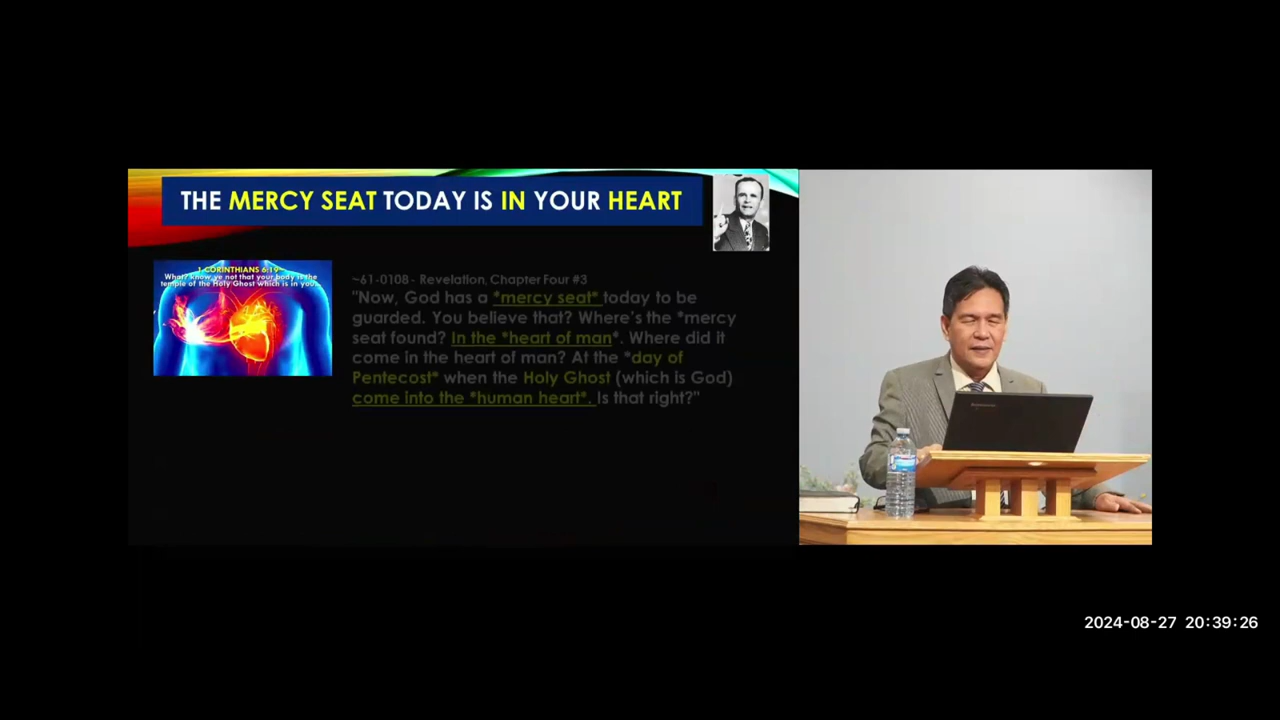 THE MERCY SEAT TODAY IS IN YOUR HEART
1 CORINTHIANS 6:19~
What? know ye not that your body is the
temple of the Holy Ghost which is in you,
~61-0108 - Revelation, Chapter Four #3
"Now, God has a *mercy seat* today to be
guarded. You believe that? Where's the *mercy
seat found? In the *heart of man*. Where did it
come in the heart of man? At the *day of
Pentecost* when the Holy Ghost (which is God)
come into the *human heart*. Is that right?"
2024-08-27 20:39:26